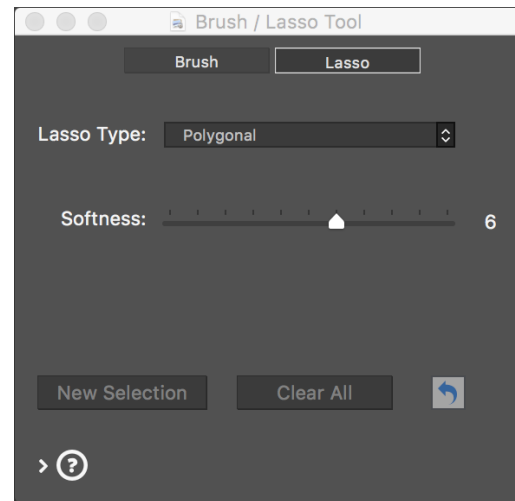 Brush / Lasso Tool
Brush Lasso
Lasso Type: Polygonal
Softness: 6
New Selection Clear All
> ?